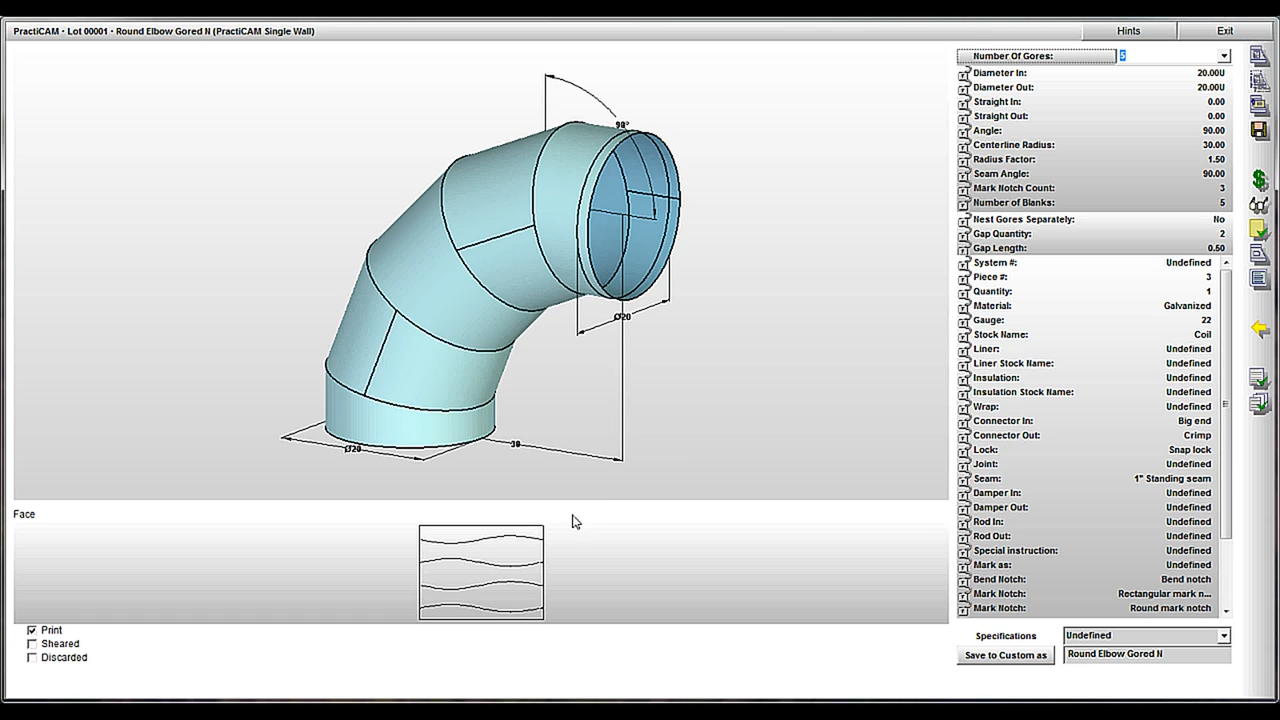 PractiCAM - Lot 00001 - Round Elbow Gored N (PractiCAM Single Wall)
Hints
Exit
Number Of Gores: 5
Diameter In: 20.00U
Diameter Out: 20.00U
Straight In: 0.00
Straight Out: 0.00
Angle: 90.00
Centerline Radius: 30.00
Radius Factor: 1.50
Seam Angle: 90.00
Mark Notch Count: 3
Number of Blanks: 5
Nest Gores Separately: No
Gap Quantity: 2
Gap Length: 0.50
System #: Undefined
Piece #: 3
Quantity: 1
Material: Galvanized
Gauge: 22
Stock Name: Coil
Liner: Undefined
Liner Stock Name: Undefined
Insulation: Undefined
Insulation Stock Name: Undefined
Wrap: Undefined
Connector In: Big end
Connector Out: Crimp
Lock: Snap lock
Joint: Undefined
Seam: 1" Standing seam
Damper In: Undefined
Damper Out: Undefined
Rod In: Undefined
Rod Out: Undefined
Special instruction: Undefined
Mark as: Undefined
Bend Notch: Bend notch
Mark Notch: Rectangular mark n...
Mark Notch: Round mark notch
Specifications Undefined
Save to Custom as Round Elbow Gored N
90°
Ø20
Ø20
30
Face
Print
Sheared
Discarded